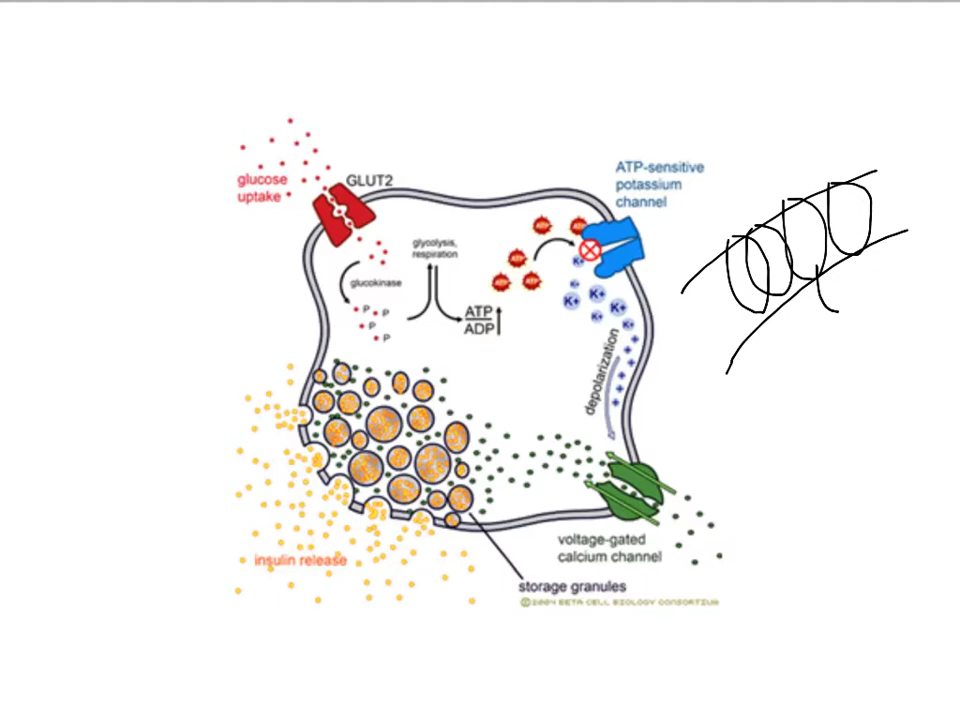 glucose
uptake
GLUT2
ATP-sensitive
potassium
channel
glycolysis,
respiration
glucokinase
P
P
P
P
ATP
ADP
ATP
ATP
ATP
ATP
ATP
K+
K+
K+
K+
K+
K+
depolarization
+
+
+
+
+
+
insulin release
voltage-gated
calcium channel
storage granules
©2004 BETA CELL BIOLOGY CONSORTIUM